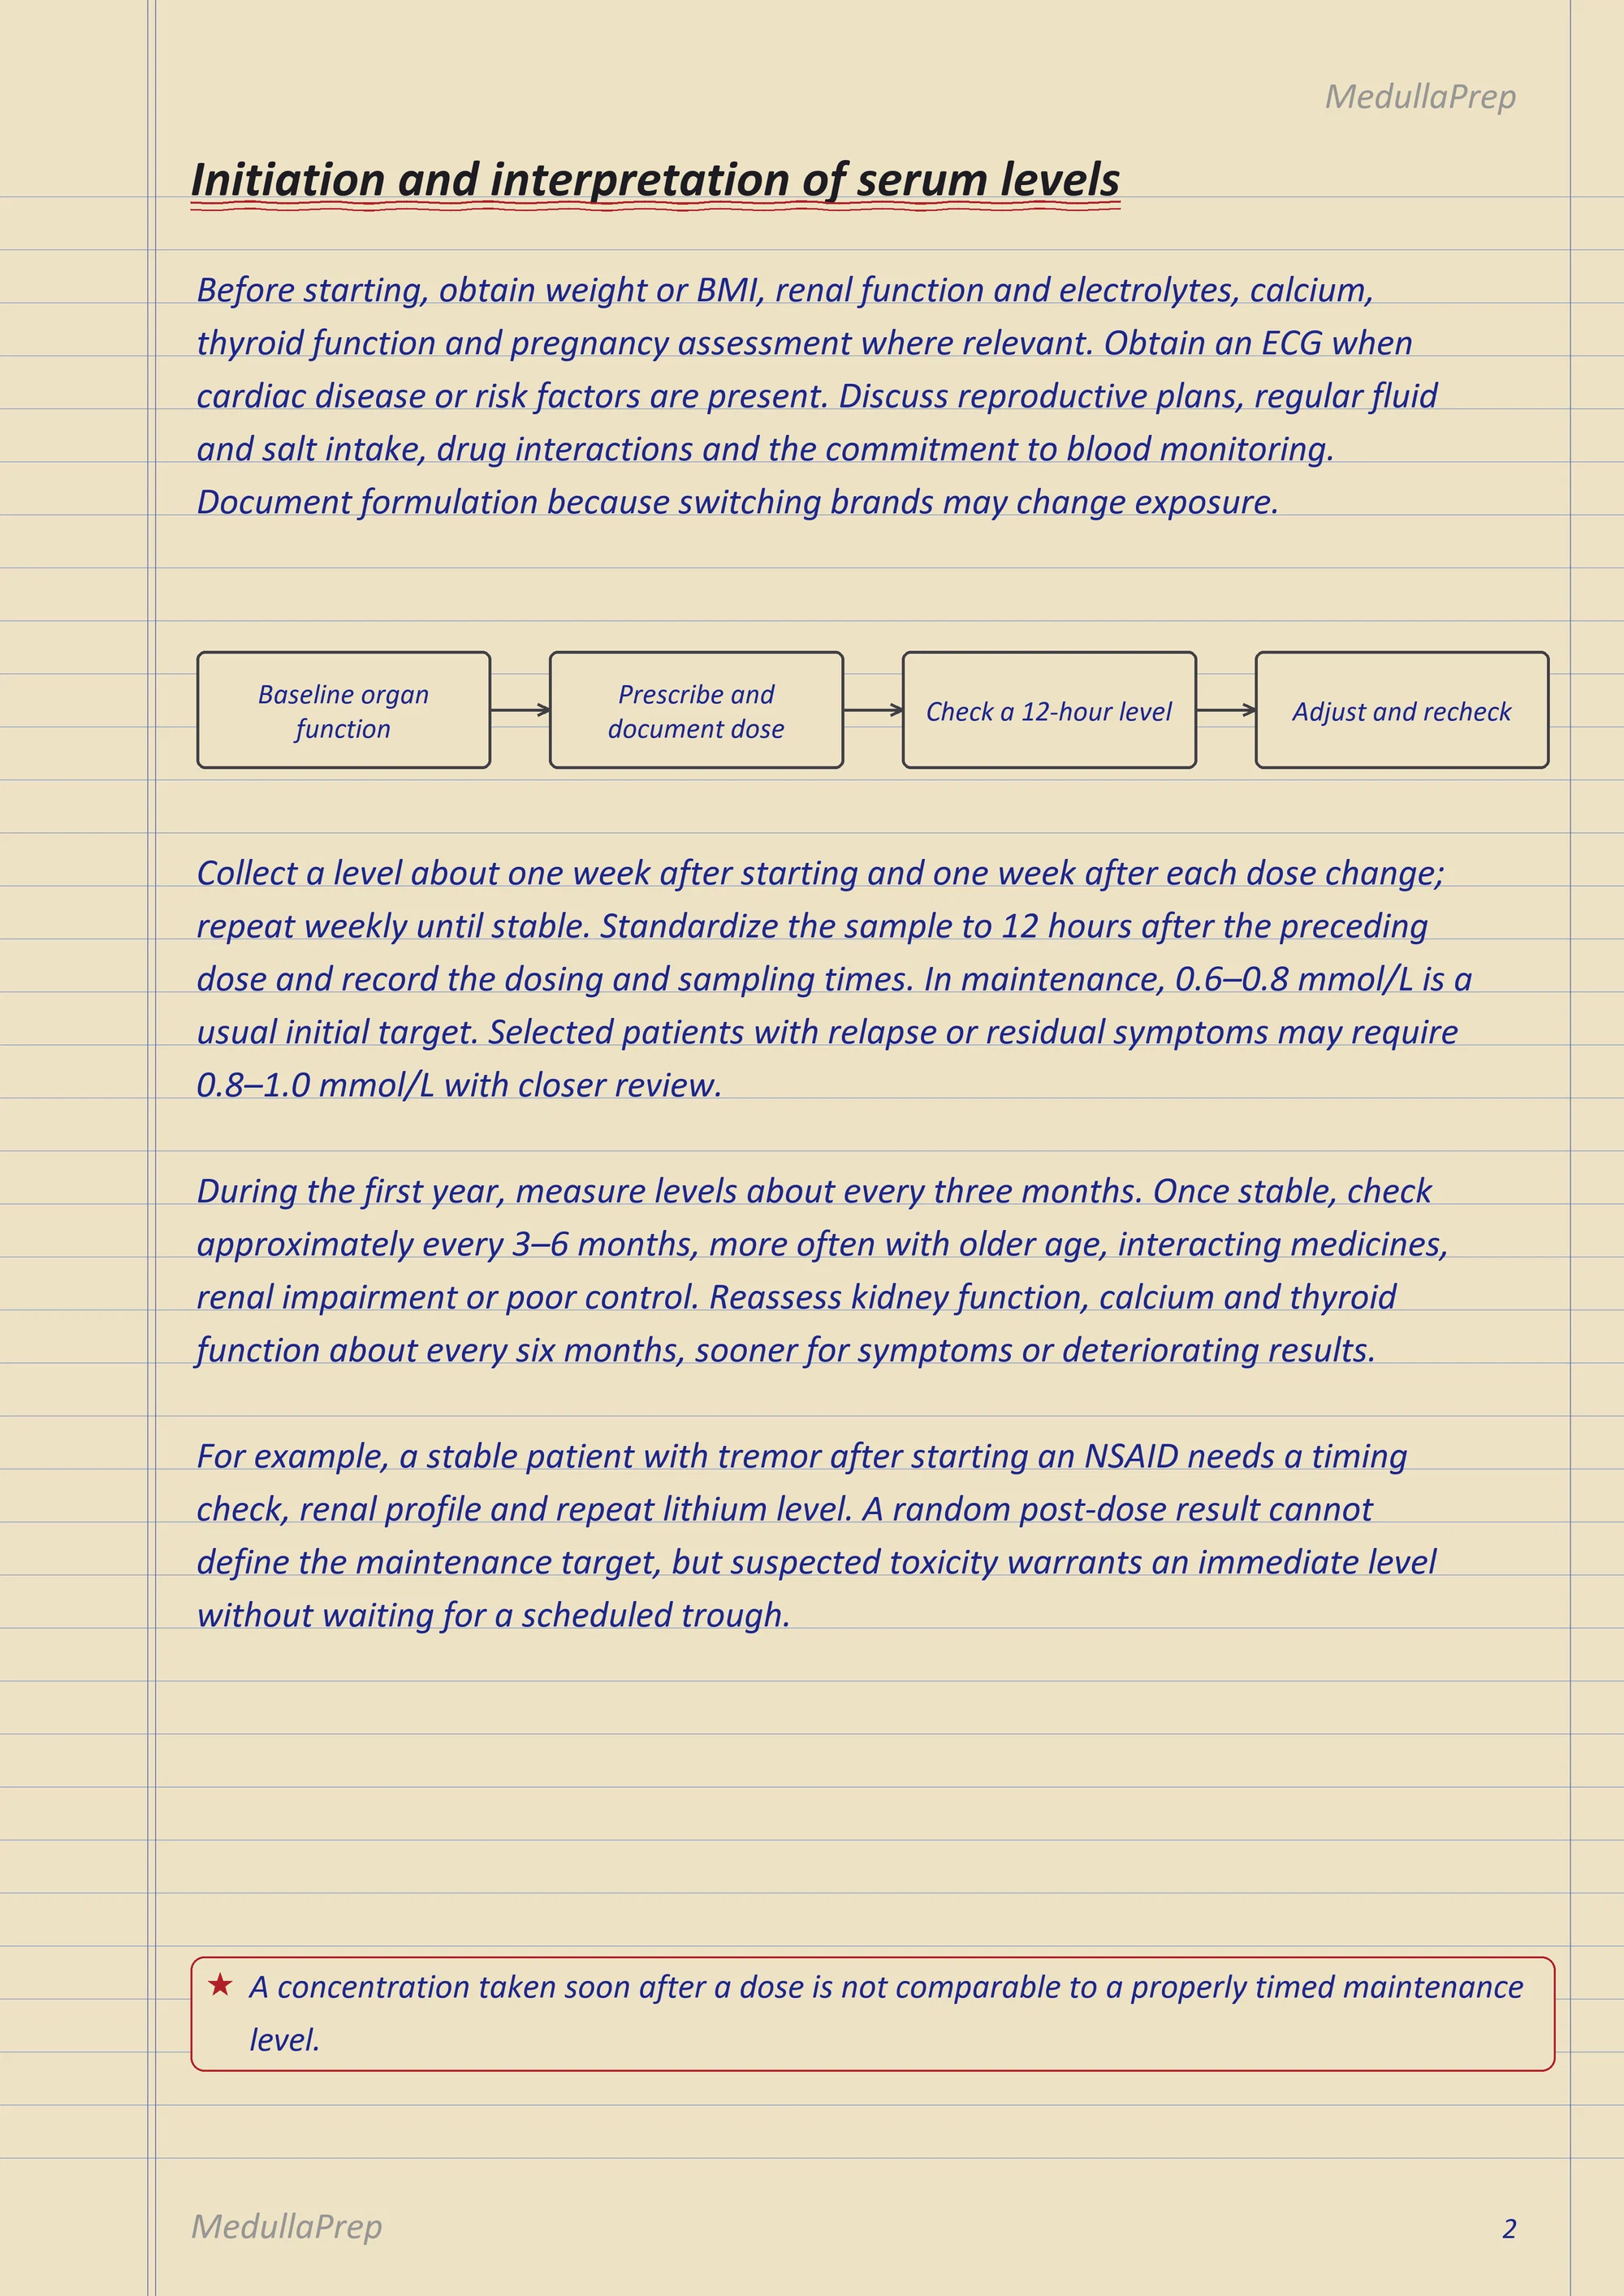 MedullaPrep
Initiation and interpretation of serum levels
Before starting, obtain weight or BMI, renal function and electrolytes, calcium,
thyroid function and pregnancy assessment where relevant. Obtain an ECG when
cardiac disease or risk factors are present. Discuss reproductive plans, regular fluid
and salt intake, drug interactions and the commitment to blood monitoring.
Document formulation because switching brands may change exposure.
Baseline organ
function
Prescribe and
document dose
Check a 12-hour level
Adjust and recheck
Collect a level about one week after starting and one week after each dose change;
repeat weekly until stable. Standardize the sample to 12 hours after the preceding
dose and record the dosing and sampling times. In maintenance, 0.6–0.8 mmol/L is a
usual initial target. Selected patients with relapse or residual symptoms may require
0.8–1.0 mmol/L with closer review.
During the first year, measure levels about every three months. Once stable, check
approximately every 3–6 months, more often with older age, interacting medicines,
renal impairment or poor control. Reassess kidney function, calcium and thyroid
function about every six months, sooner for symptoms or deteriorating results.
For example, a stable patient with tremor after starting an NSAID needs a timing
check, renal profile and repeat lithium level. A random post-dose result cannot
define the maintenance target, but suspected toxicity warrants an immediate level
without waiting for a scheduled trough.
★ A concentration taken soon after a dose is not comparable to a properly timed maintenance
level.
MedullaPrep
2